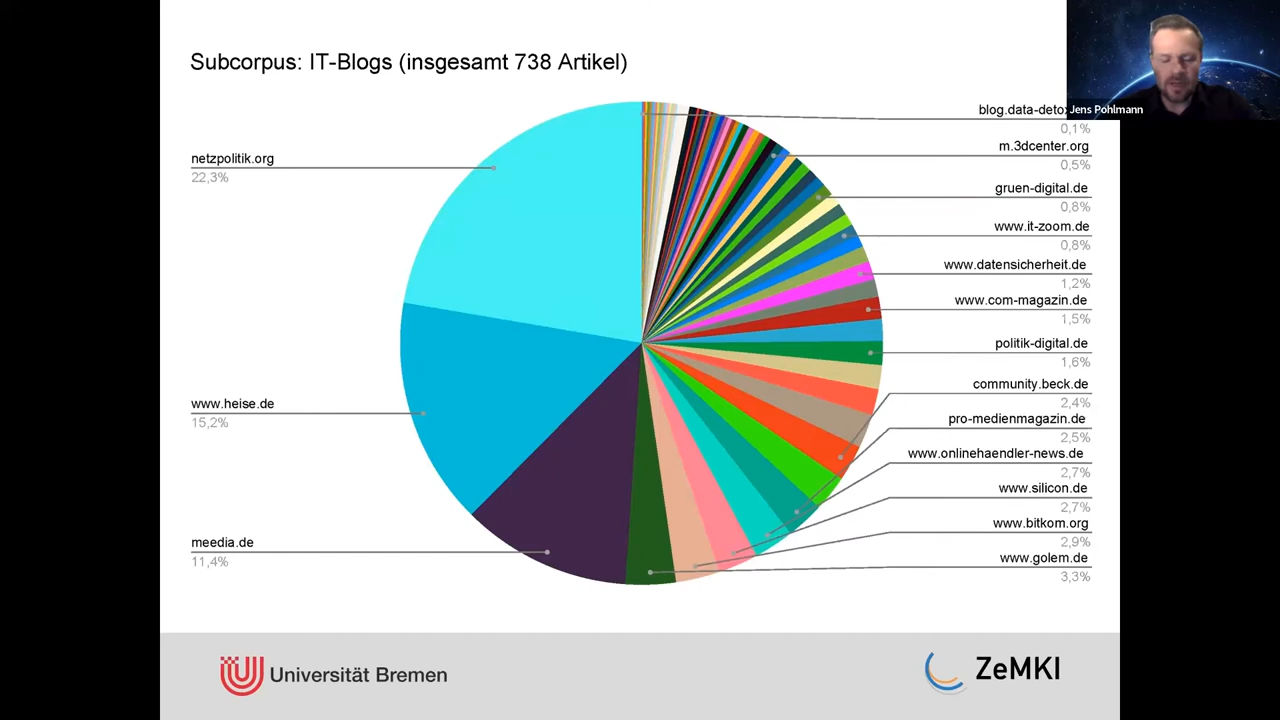 Subcorpus: IT-Blogs (insgesamt 738 Artikel)
Jens Pohlmann
netzpolitik.org
22,3%
www.heise.de
15,2%
meedia.de
11,4%
blog.data-deto
0,1%
m.3dcenter.org
0,5%
gruen-digital.de
0,8%
www.it-zoom.de
0,8%
www.datensicherheit.de
1,2%
www.com-magazin.de
1,5%
politik-digital.de
1,6%
community.beck.de
2,4%
pro-medienmagazin.de
2,5%
www.onlinehaendler-news.de
2,7%
www.silicon.de
2,7%
www.bitkom.org
2,9%
www.golem.de
3,3%
Universität Bremen
ZeMKI